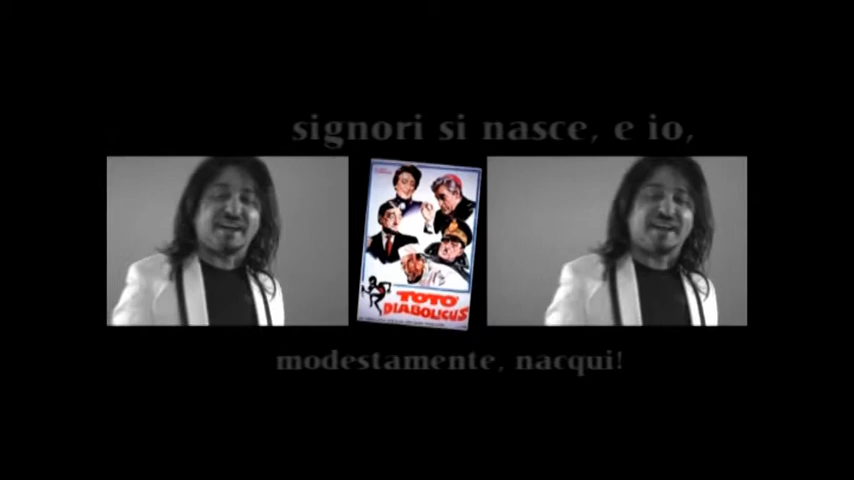 signori si nasce, e io,
TOTO'
DIABOLICUS
modestamente, nacqui!